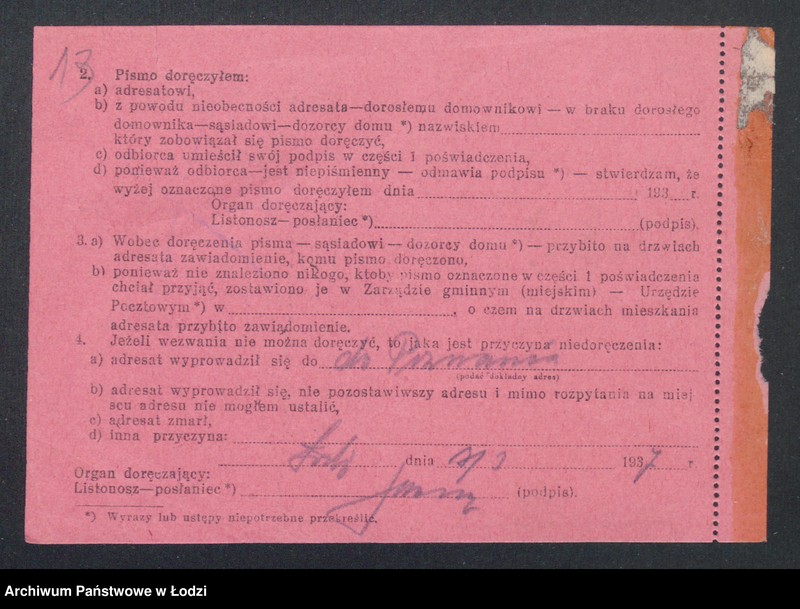 13
2. Pismo doręczyłem:
a) adresatowi,
b) z powodu nieobecności adresata—dorosłemu domownikowi — w braku dorosłego
domownika—sąsiadowi—dozorcy domu *) nazwiskiem
który zobowiązał się pismo doręczyć,
c) odbiorca umieścił swój podpis w części 1 poświadczenia,
d) ponieważ odbiorca—jest niepiśmienny — odmawia podpisu *) — stwierdzam, że
wyżej oznaczone pismo doręczyłem dnia 193 r.
Organ doręczający:
Listonosz—posłaniec *) (podpis).
3. a) Wobec doręczenia pisma — sąsiadowi — dozorcy domu *) — przybito na drzwiach
adresata zawiadomienie, komu pismo doręczono,
b) ponieważ nie znaleziono nikogo, ktoby pismo oznaczone w części 1 poświadczenia
chciał przyjąć, zostawiono je w Zarządzie gminnym (miejskim) — Urzędzie
Pocztowym *) w , o czem na drzwiach mieszkania
adresata przybito zawiadomienie.
4. Jeżeli wezwania nie można doręczyć, to jaka jest przyczyna niedoręczenia:
a) adresat wyprowadził się do do Poznania
(podać dokładny adres)
b) adresat wyprowadził się, nie pozostawiwszy adresu i mimo rozpytania na miej
scu adresu nie mogłem ustalić,
c) adresat zmarł,
d) inna przyczyna:
Łódź dnia 1937 r.
Organ doręczający:
Listonosz—posłaniec *) (podpis).
*) Wyrazy lub ustępy niepotrzebne przekreślić.
Archiwum Państwowe w Łodzi